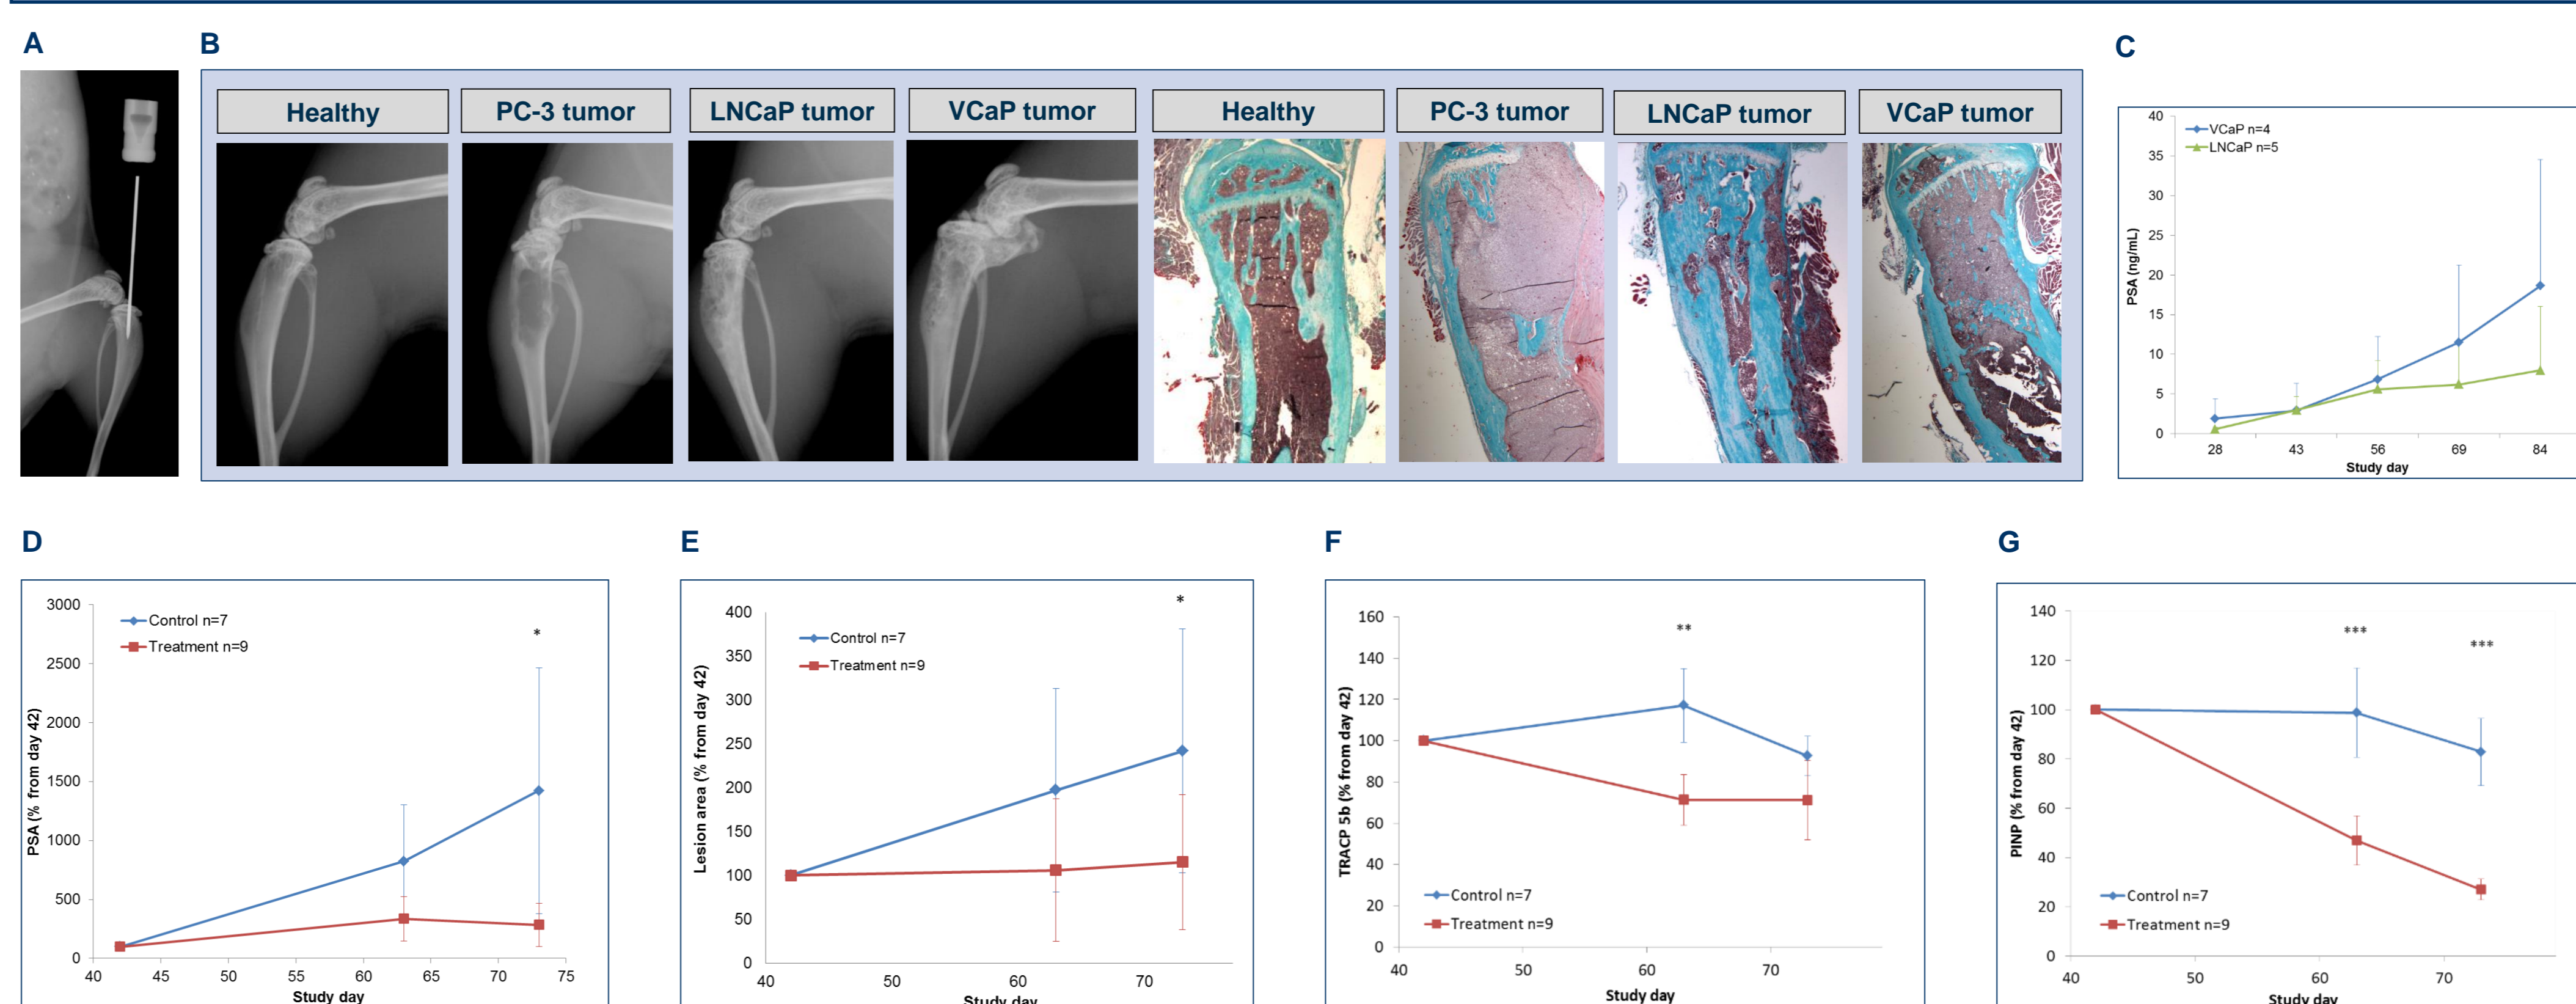 A
B
C
Healthy
PC-3 tumor
LNCaP tumor
VCaP tumor
Healthy
PC-3 tumor
LNCaP tumor
VCaP tumor
40
35
30
25
20
15
10
5
0
PSA (ng/mL)
VCaP n=4
LNCaP n=5
28 43 56 69 84
Study day
D
E
F
G
3000
2500
2000
1500
1000
500
0
PSA (% from day 42)
Control n=7
Treatment n=9
*
40 45 50 55 60 65 70 75
Study day
400
350
300
250
200
150
100
50
0
Lesion area (% from day 42)
Control n=7
Treatment n=9
*
40 50 60 70
Study day
160
140
120
100
80
60
40
20
0
TRACP 5b (% from day 42)
**
Control n=7
Treatment n=9
40 50 60 70
Study day
140
120
100
80
60
40
20
0
PINP (% from day 42)
***
***
Control n=7
Treatment n=9
40 50 60 70
Study day